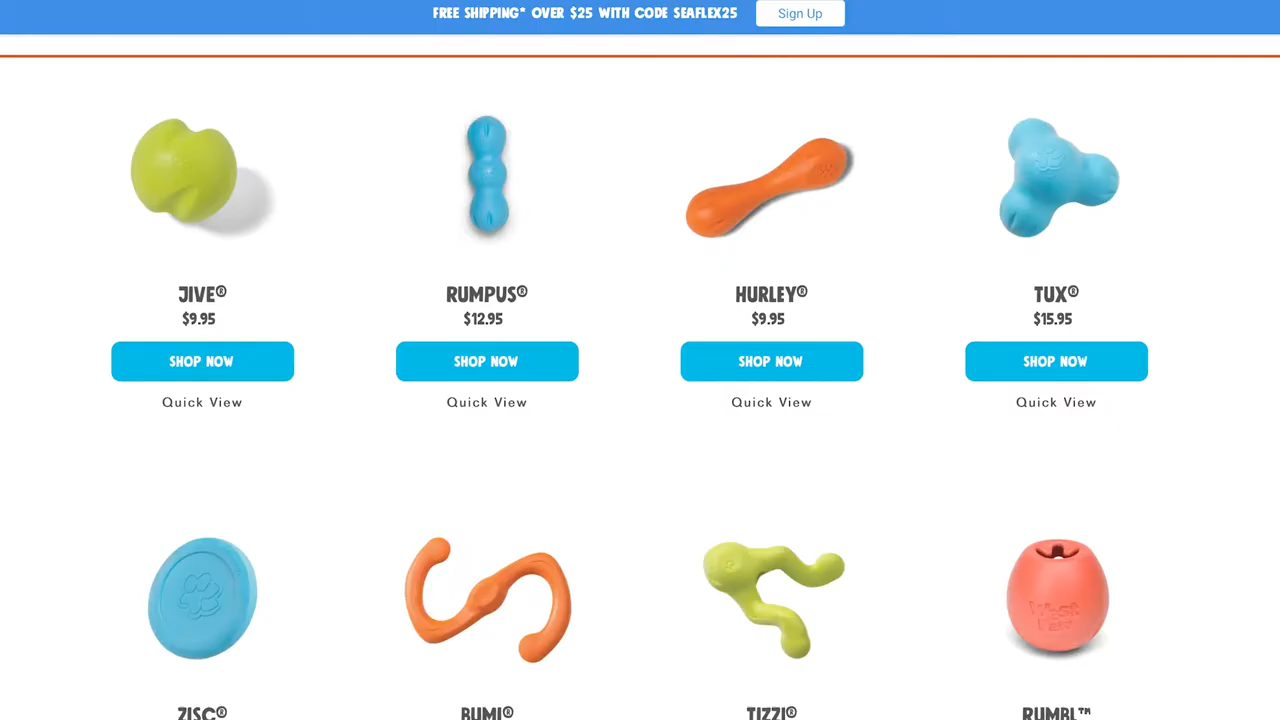 FREE SHIPPING* OVER $25 WITH CODE SEAFLEX25 Sign Up
JIVE® RUMPUS® HURLEY® TUX®
$9.95 $12.95 $9.95 $15.95
SHOP NOW SHOP NOW SHOP NOW SHOP NOW
Quick View Quick View Quick View Quick View
West
Paw
ZISC® BUMI® TIZZI® RUMBL™